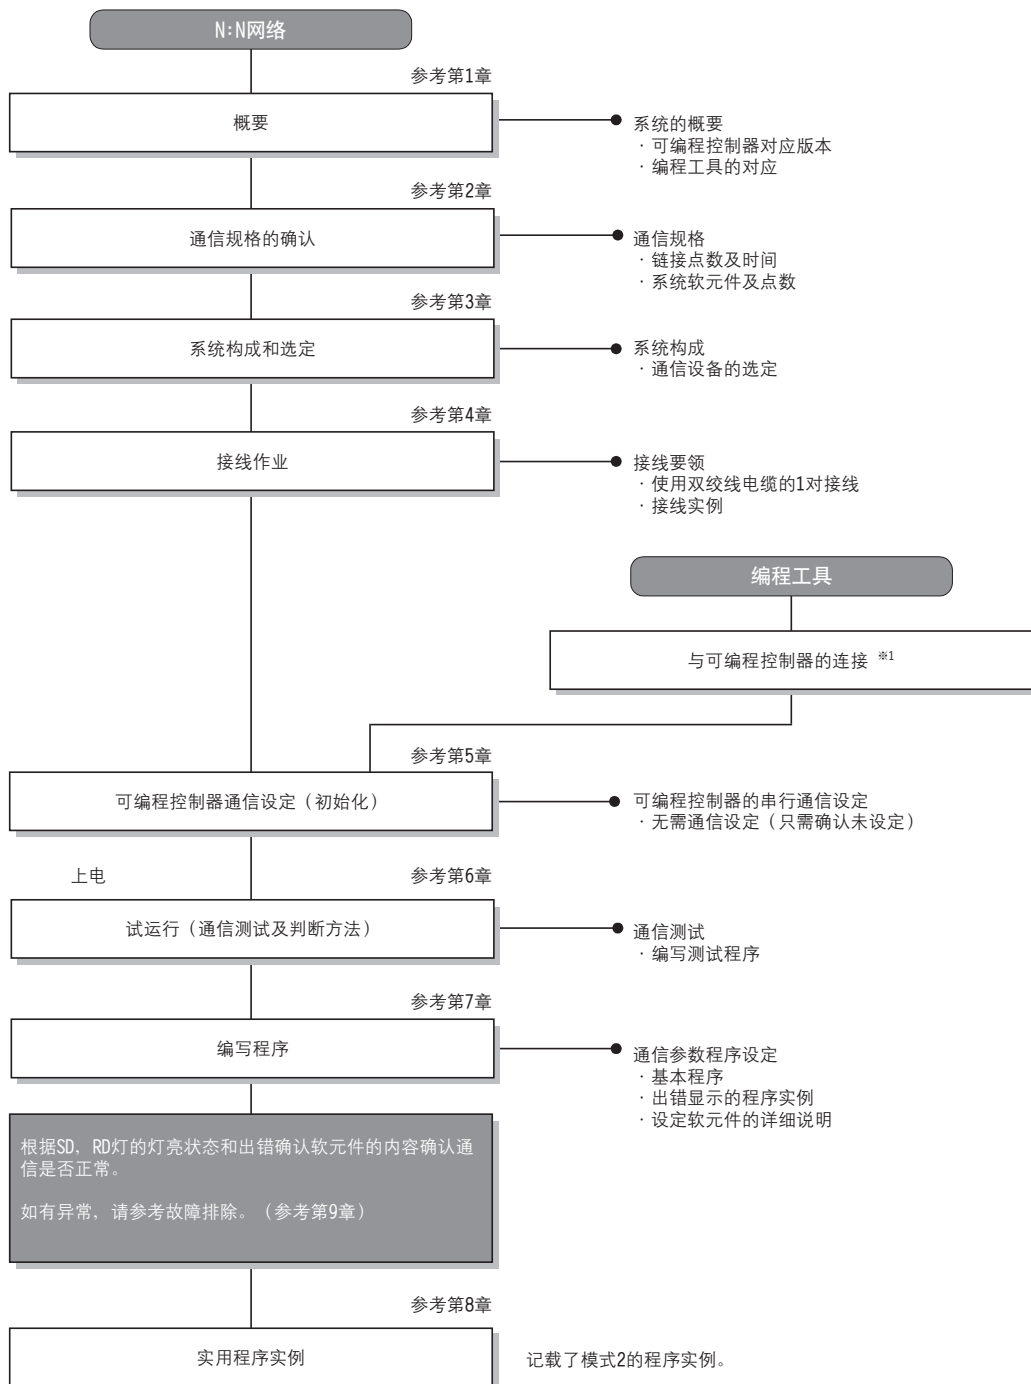 N:N网络
参考第1章
概要
系统的概要
·可编程控制器对应版本
·编程工具的对应
参考第2章
通信规格的确认
通信规格
·链接点数及时间
·系统软元件及点数
参考第3章
系统构成和选定
系统构成
·通信设备的选定
参考第4章
接线作业
接线要领
·使用双绞线电缆的1对接线
·接线实例
编程工具
与可编程控制器的连接 ※1
参考第5章
可编程控制器通信设定（初始化）
可编程控制器的串行通信设定
·无需通信设定（只需确认未设定）
上电
参考第6章
试运行（通信测试及判断方法）
通信测试
·编写测试程序
参考第7章
编写程序
通信参数程序设定
·基本程序
·出错显示的程序实例
·设定软元件的详细说明
根据SD，RD灯的灯亮状态和出错确认软元件的内容确认通
信是否正常。
如有异常，请参考故障排除。（参考第9章）
参考第8章
实用程序实例
记载了模式2的程序实例。